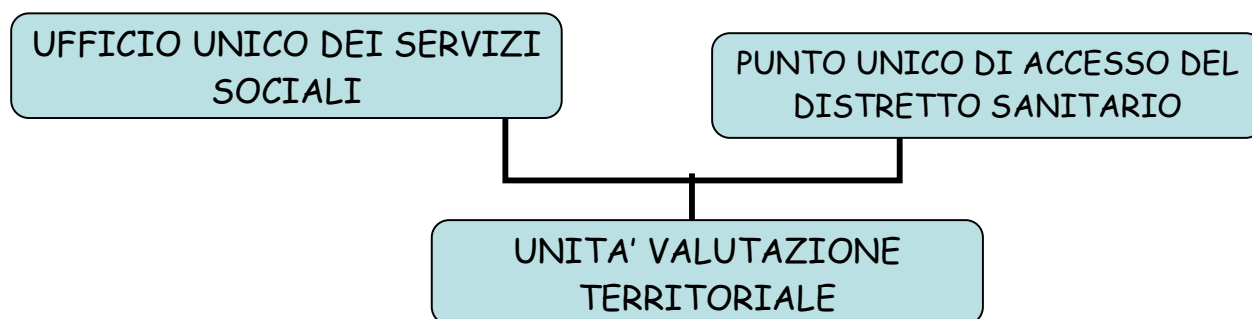 UFFICIO UNICO DEI SERVIZI
SOCIALI
PUNTO UNICO DI ACCESSO DEL
DISTRETTO SANITARIO
UNITA' VALUTAZIONE
TERRITORIALE